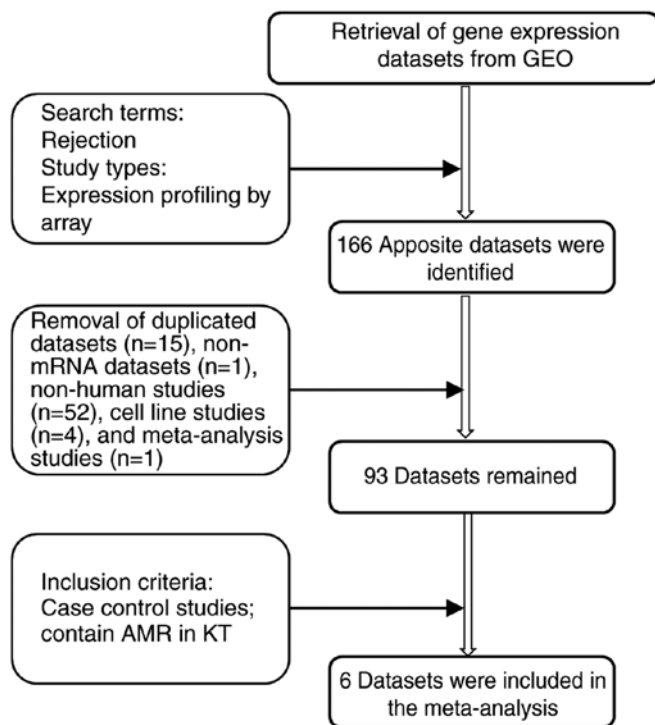 Retrieval of gene expression
datasets from GEO
Search terms:
Rejection
Study types:
Expression profiling by
array
166 Apposite datasets were
identified
Removal of duplicated
datasets (n=15), non-
mRNA datasets (n=1),
non-human studies
(n=52), cell line studies
(n=4), and meta-analysis
studies (n=1)
93 Datasets remained
Inclusion criteria:
Case control studies;
contain AMR in KT
6 Datasets were included in
the meta-analysis